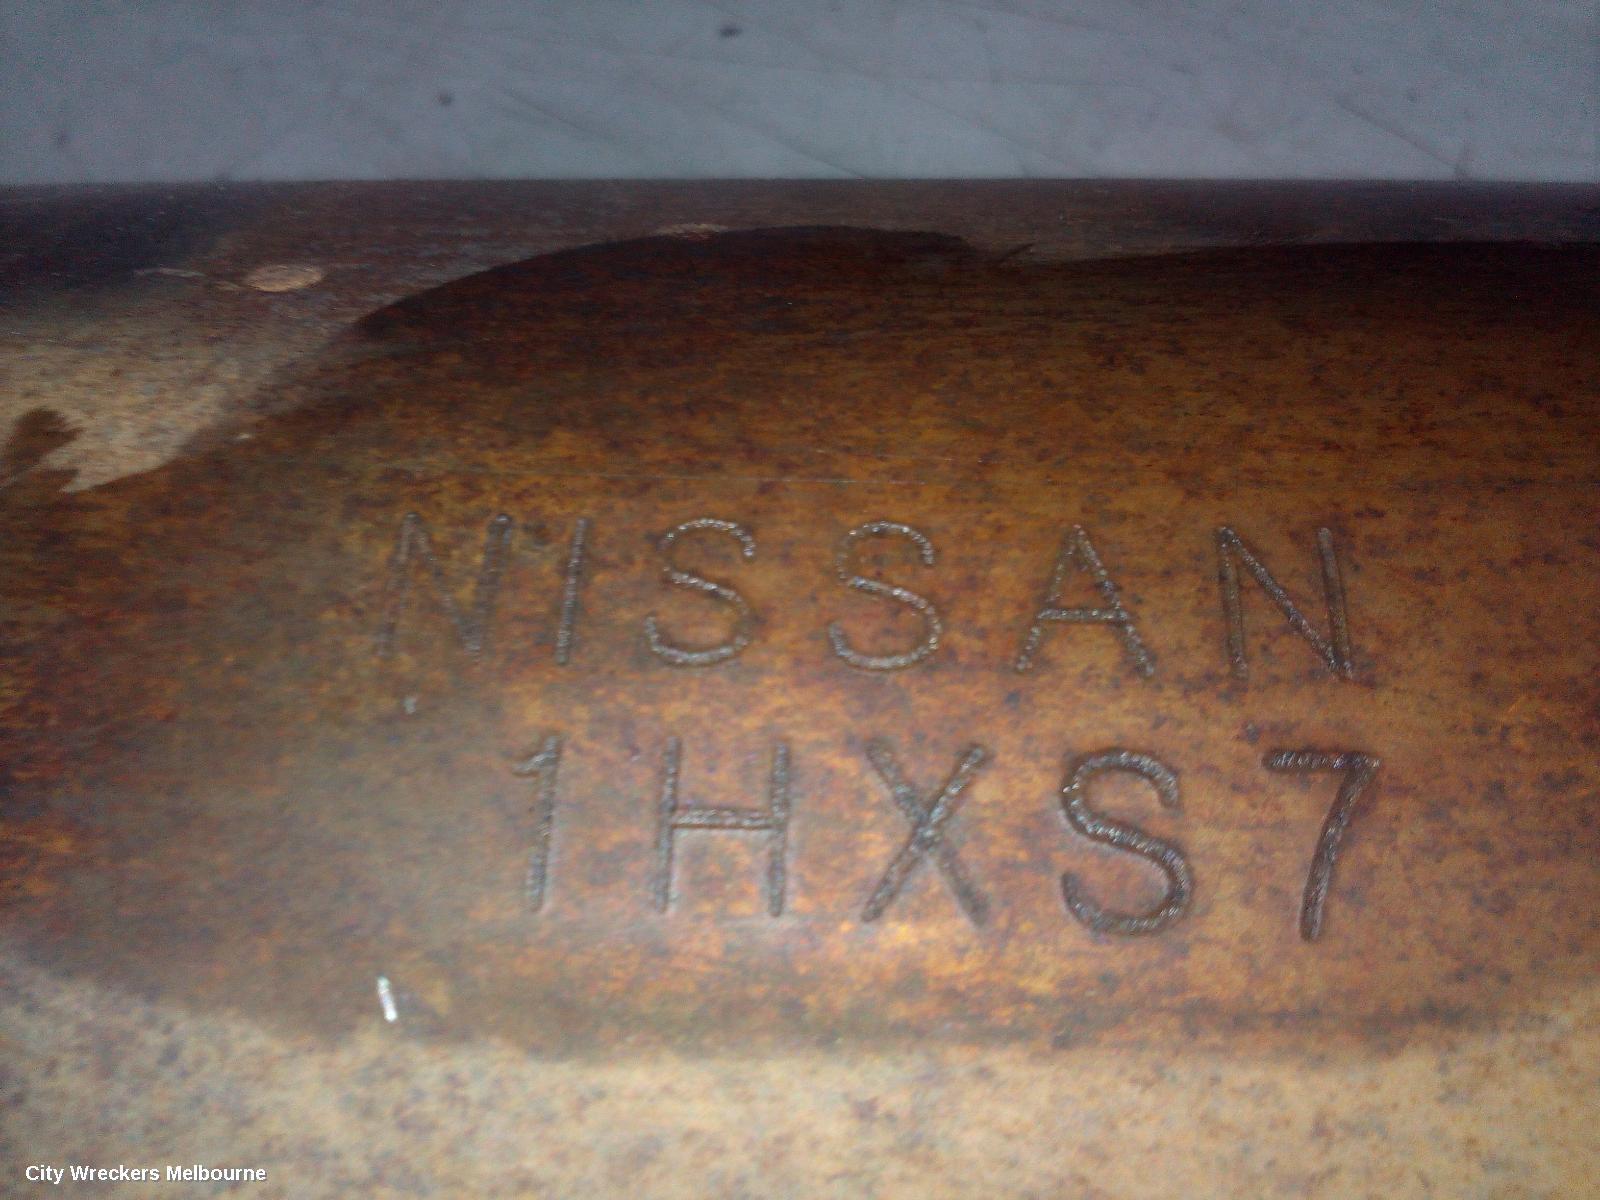 NISSAN
1HXS7
City Wreckers Melbourne